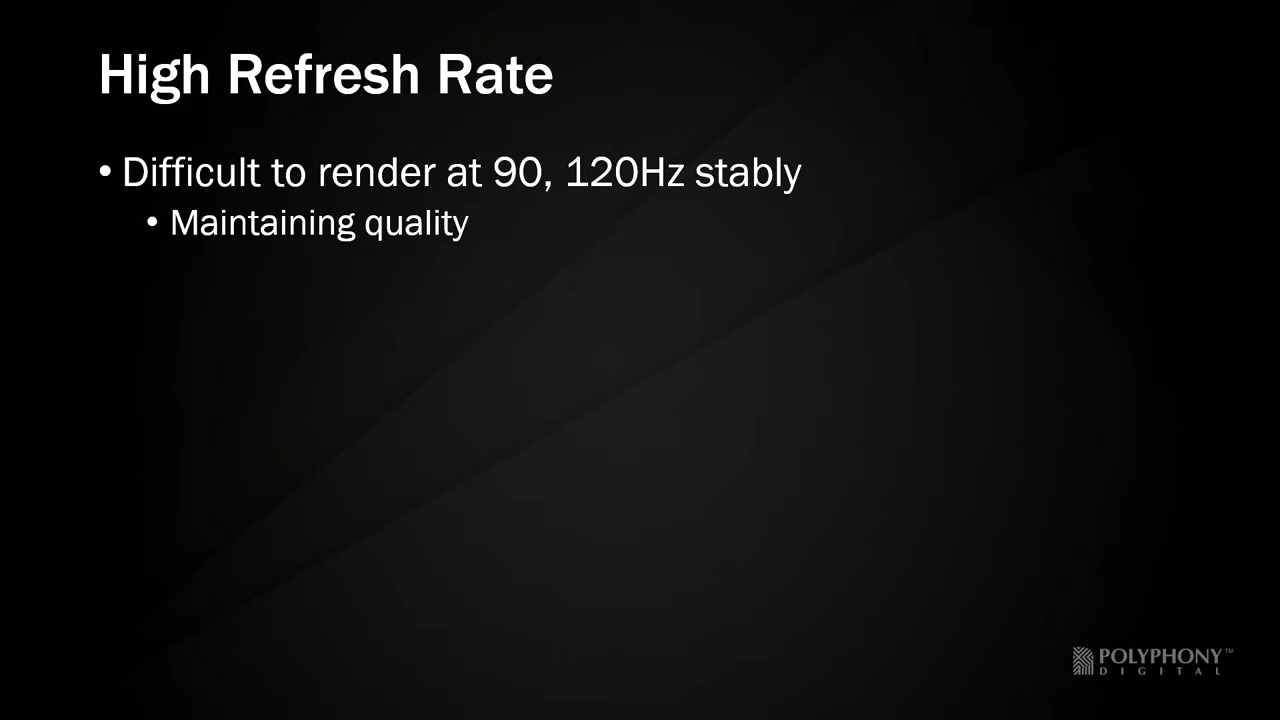 High Refresh Rate
• Difficult to render at 90, 120Hz stably
• Maintaining quality
POLYPHONY™
DIGITAL